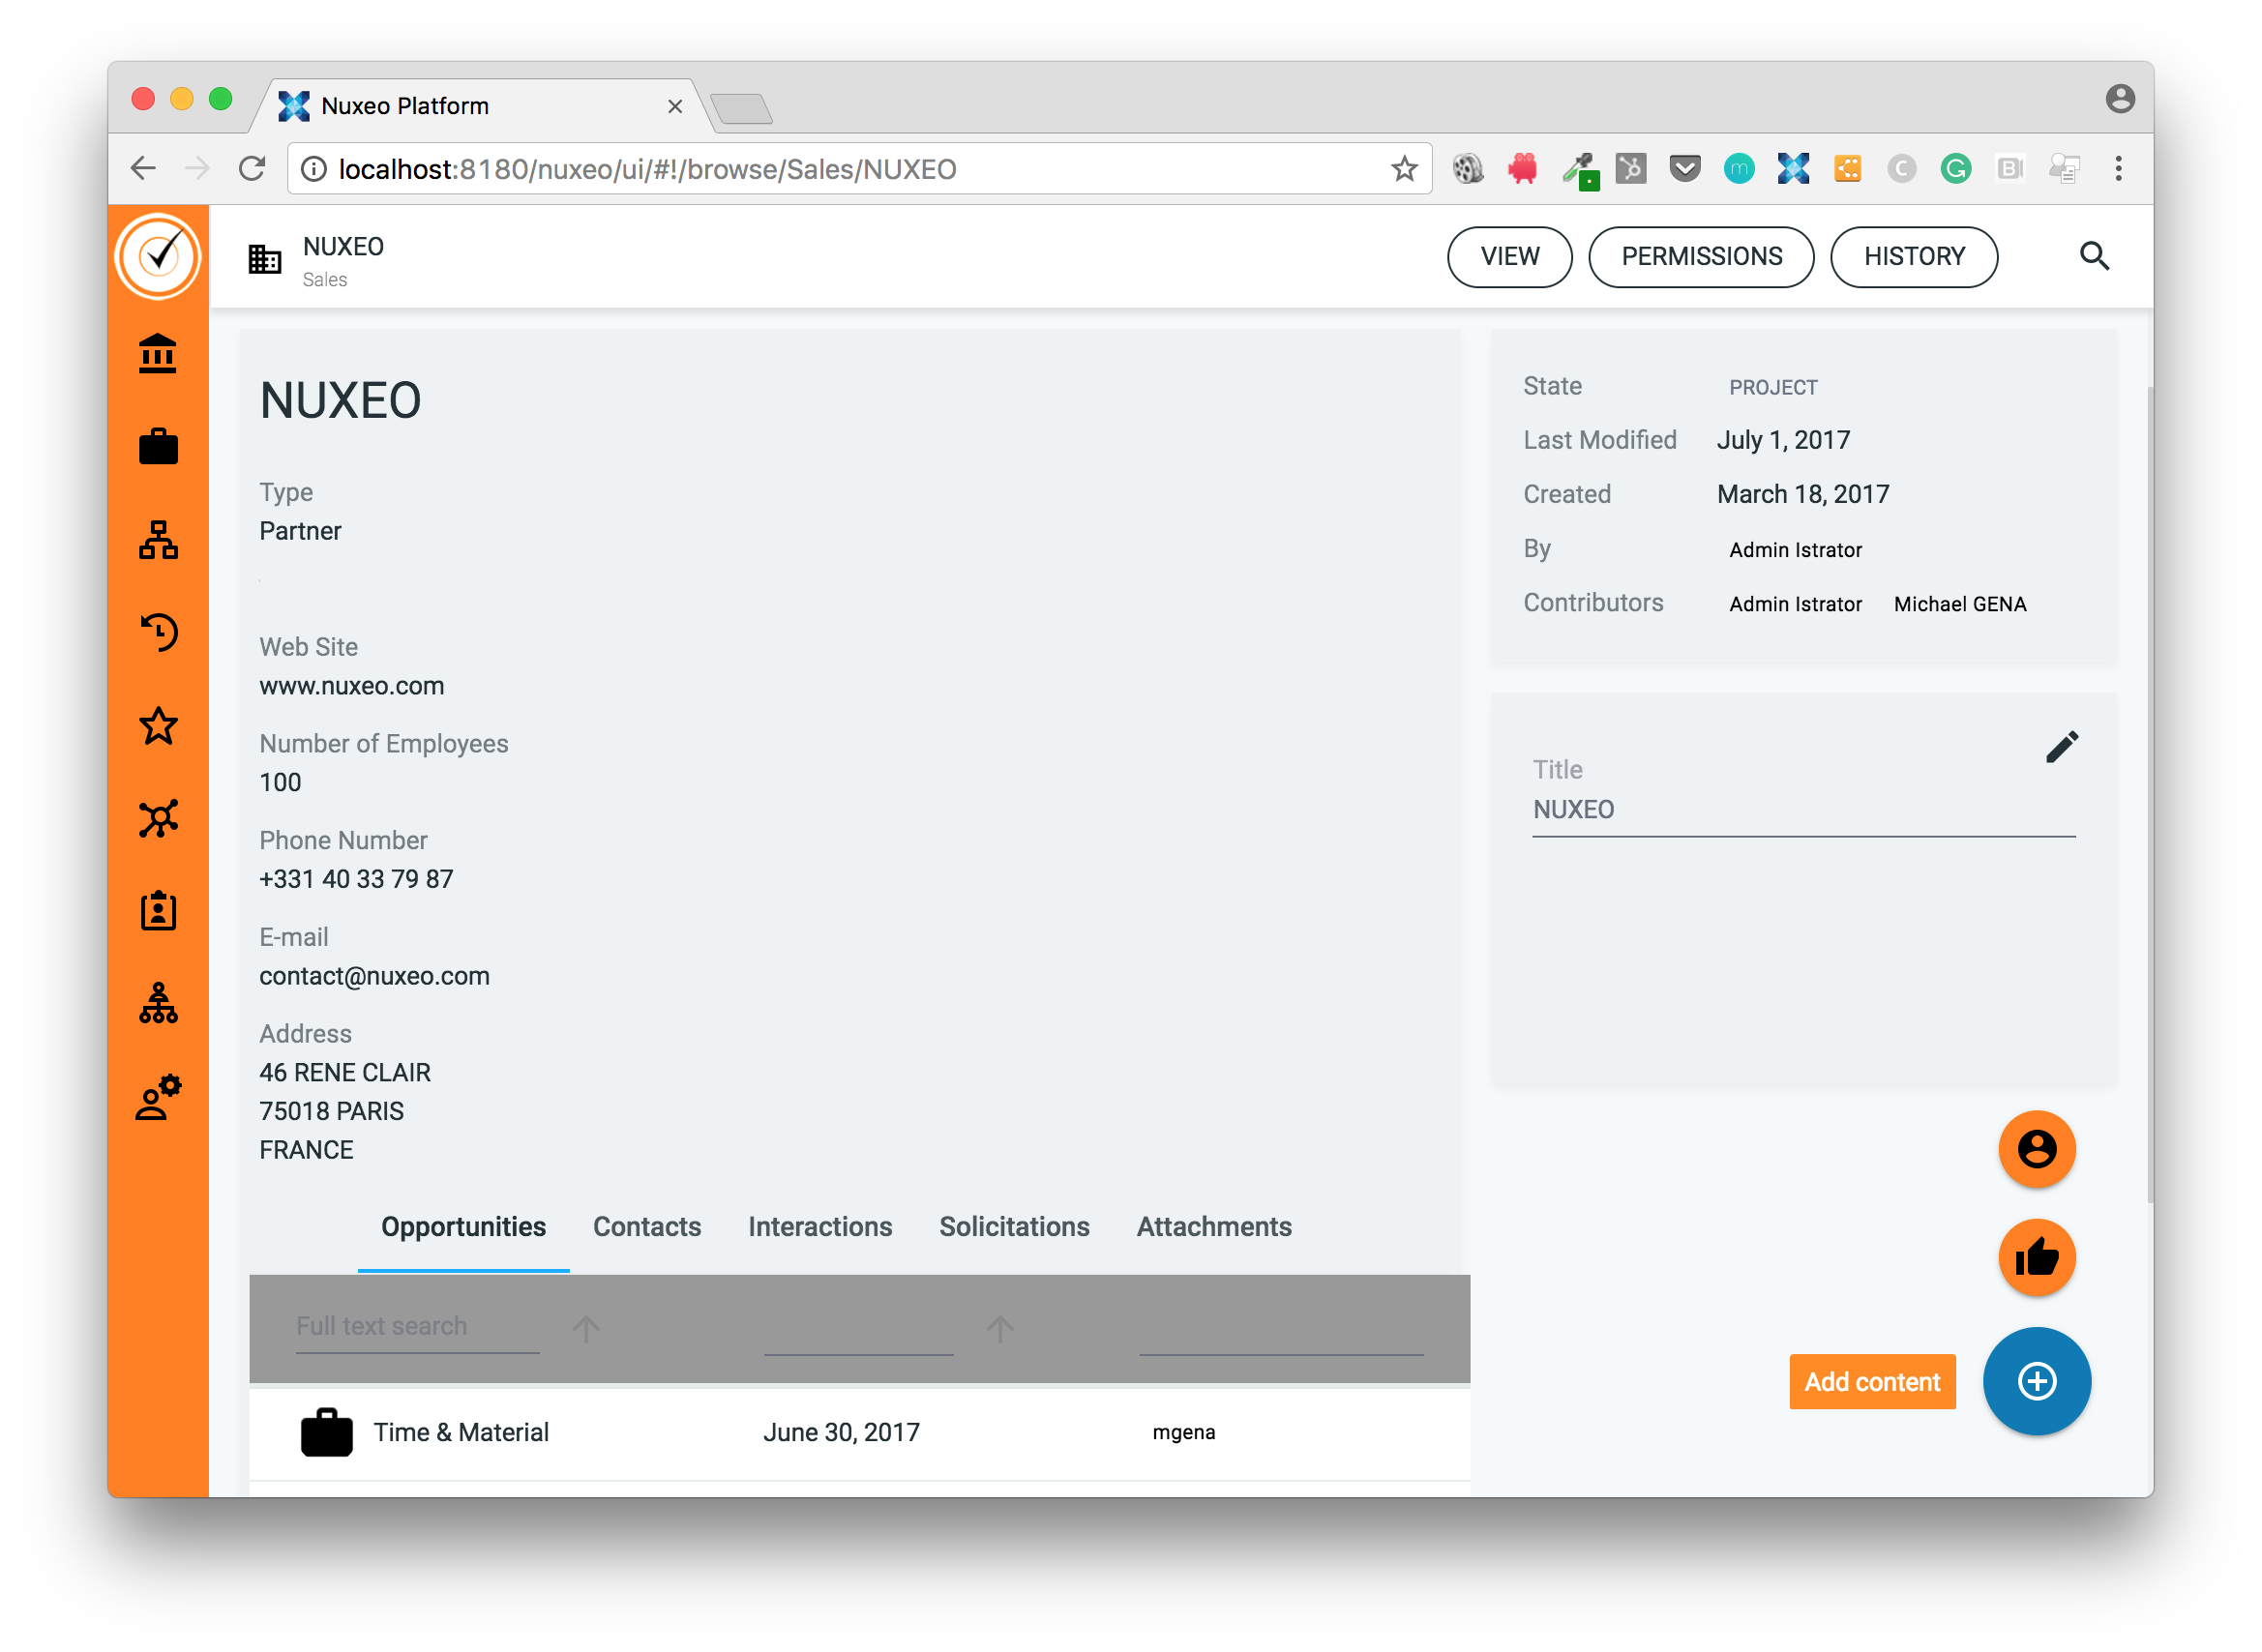 Nuxeo Platform
localhost:8180/nuxeo/ui/#!/browse/Sales/NUXEO
NUXEO
Sales
VIEW
PERMISSIONS
HISTORY
NUXEO
Type
Partner
Web Site
www.nuxeo.com
Number of Employees
100
Phone Number
+331 40 33 79 87
E-mail
contact@nuxeo.com
Address
46 RENE CLAIR
75018 PARIS
FRANCE
State PROJECT
Last Modified July 1, 2017
Created March 18, 2017
By Admin Istrator
Contributors Admin Istrator Michael GENA
Title
NUXEO
Opportunities Contacts Interactions Solicitations Attachments
Full text search
Time & Material June 30, 2017 mgena
Add content